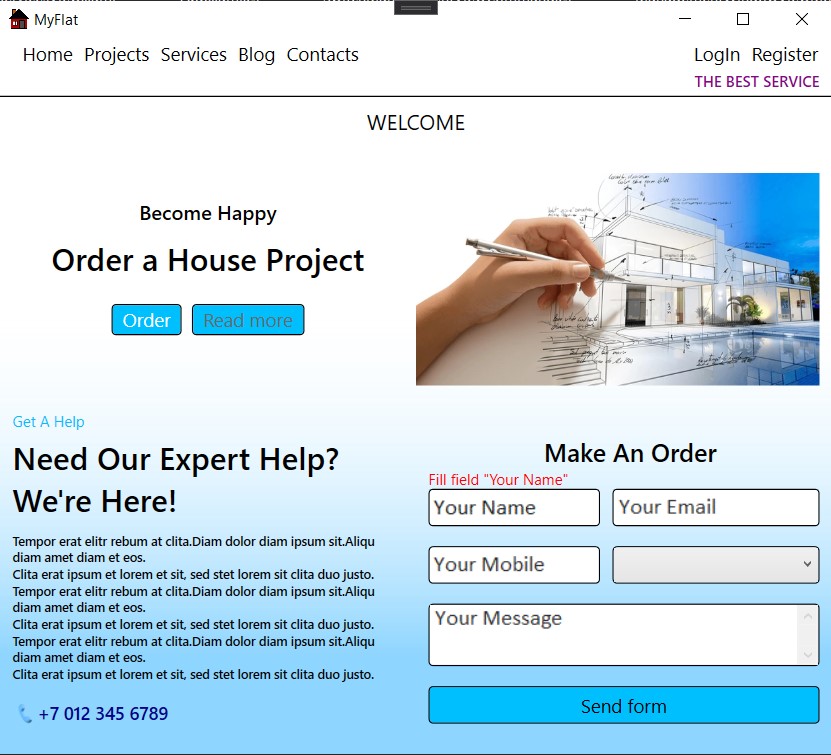 MyFlat
Home Projects Services Blog Contacts
LogIn Register
THE BEST SERVICE
WELCOME
Become Happy
Order a House Project
Order Read more
Get A Help
Need Our Expert Help?
We're Here!
Tempor erat elitr rebum at clita.Diam dolor diam ipsum sit.Aliqu
diam amet diam et eos.
Clita erat ipsum et lorem et sit, sed stet lorem sit clita duo justo.
Tempor erat elitr rebum at clita.Diam dolor diam ipsum sit.Aliqu
diam amet diam et eos.
Clita erat ipsum et lorem et sit, sed stet lorem sit clita duo justo.
Tempor erat elitr rebum at clita.Diam dolor diam ipsum sit.Aliqu
diam amet diam et eos.
Clita erat ipsum et lorem et sit, sed stet lorem sit clita duo justo.
+7 012 345 6789
Make An Order
Fill field "Your Name"
Your Name Your Email
Your Mobile
Your Message
Send form